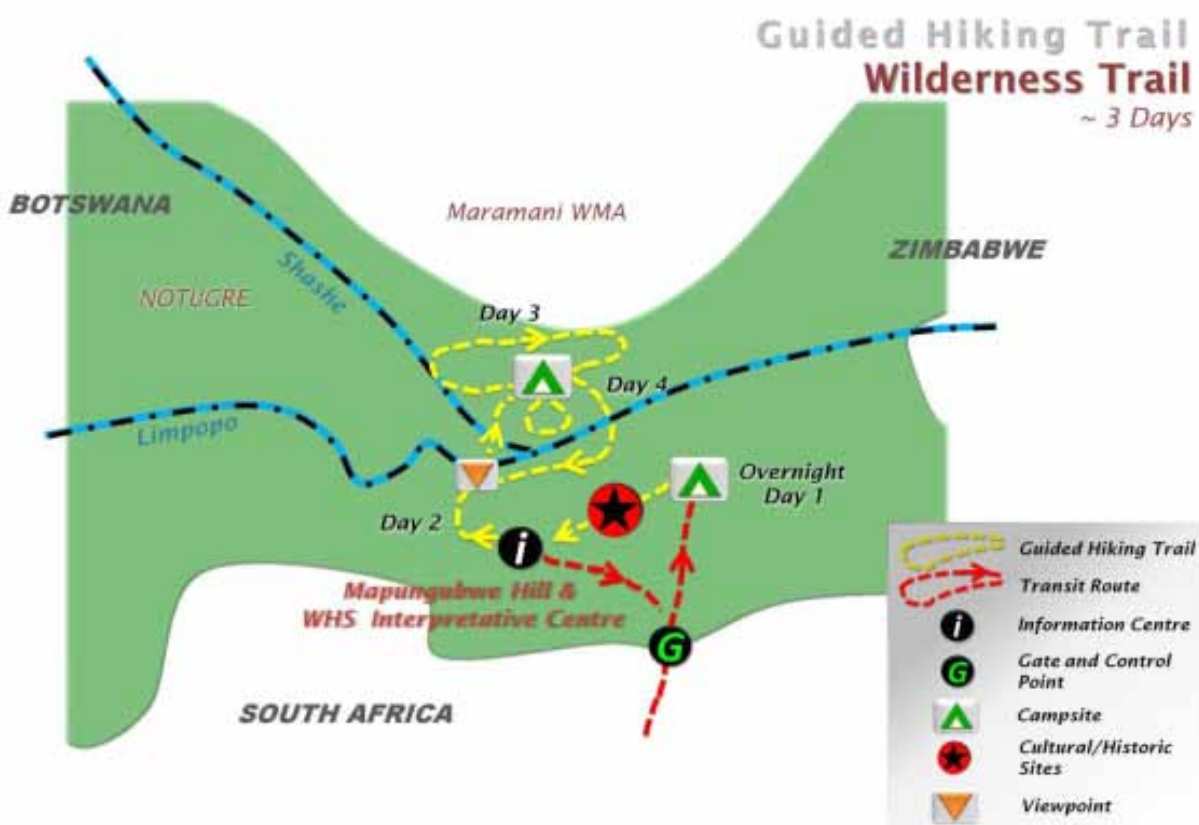 Guided Hiking Trail
Wilderness Trail
~ 3 Days
BOTSWANA
Maramani WMA
ZIMBABWE
Shashe
NOTUGRE
Day 3
Day 4
Limpopo
Overnight
Day 1
Day 2
i
Mapungubwe Hill &
WHS Interpretative Centre
G
SOUTH AFRICA
Guided Hiking Trail
Transit Route
i
Information Centre
G
Gate and Control
Point
Campsite
Cultural/Historic
Sites
Viewpoint